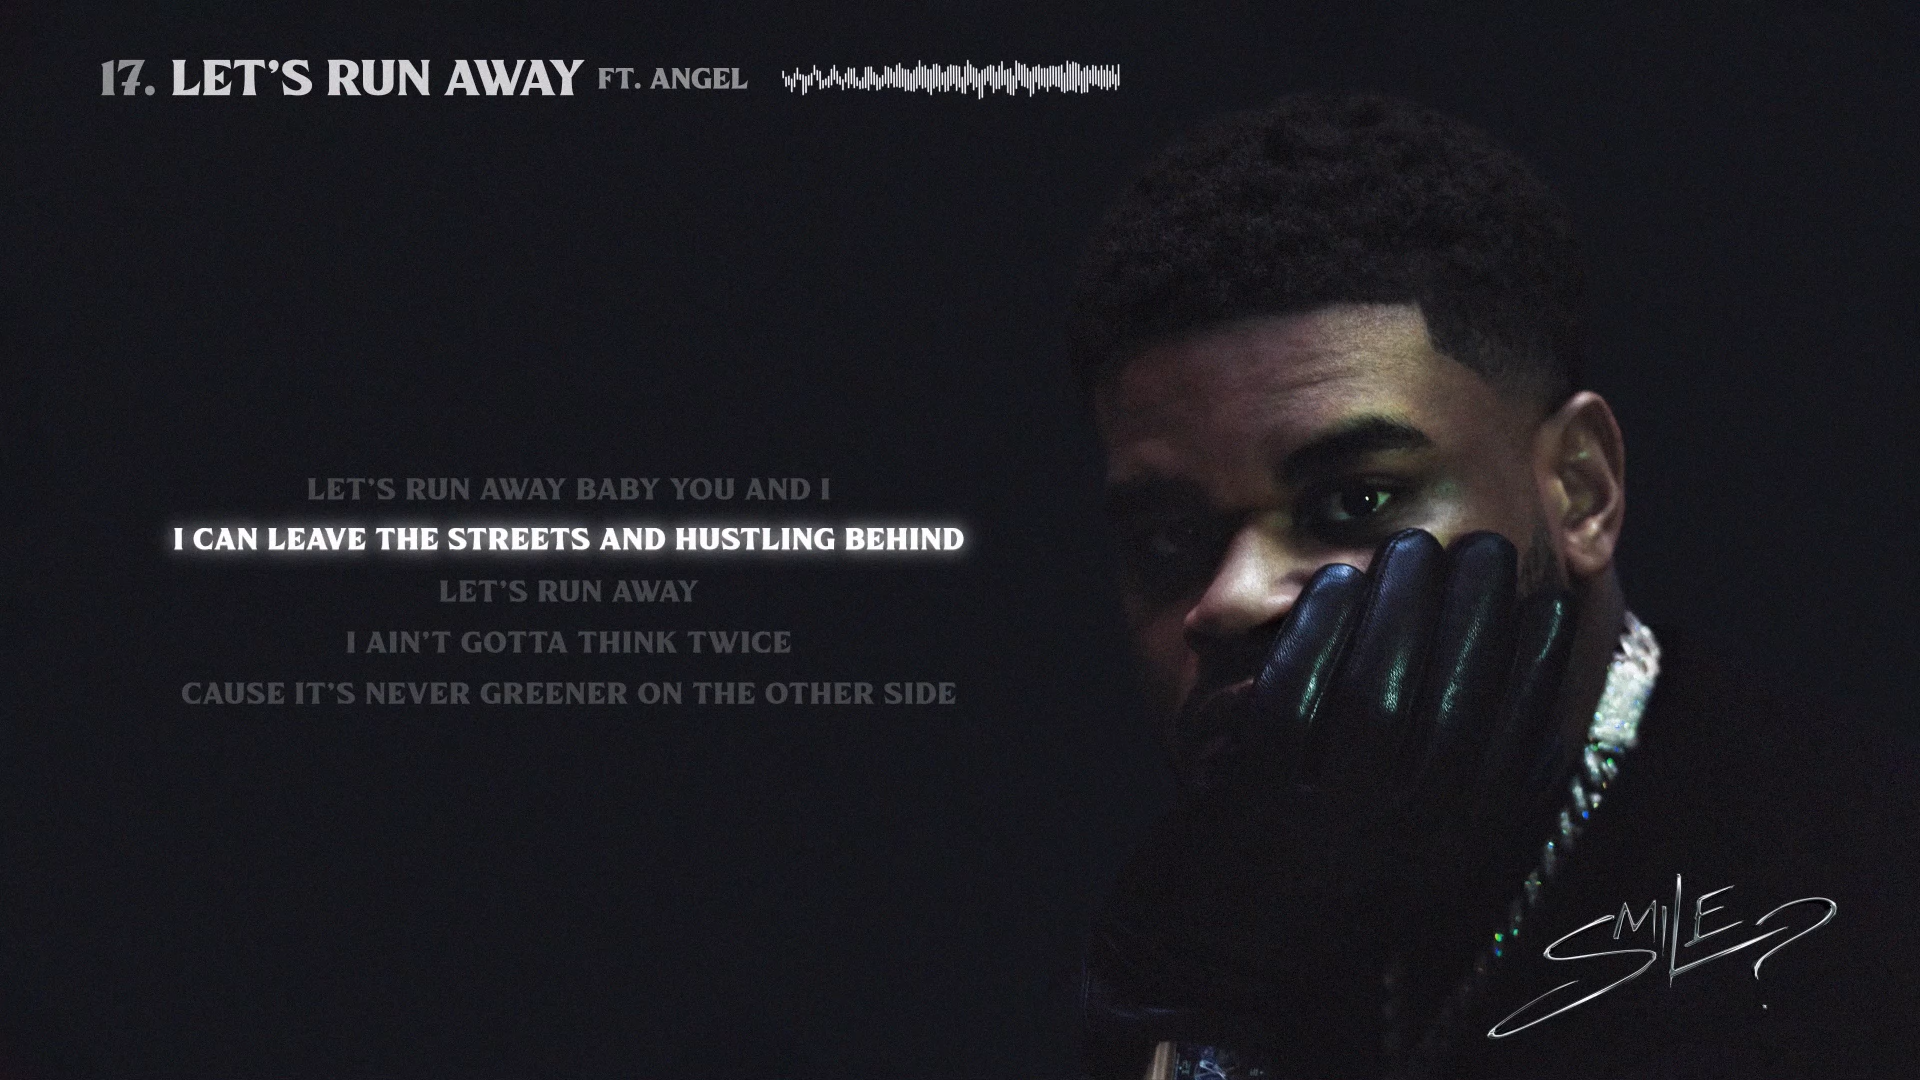 17. LET'S RUN AWAY FT. ANGEL
LET'S RUN AWAY BABY YOU AND I
I CAN LEAVE THE STREETS AND HUSTLING BEHIND
LET'S RUN AWAY
I AIN'T GOTTA THINK TWICE
CAUSE IT'S NEVER GREENER ON THE OTHER SIDE
SMILE?